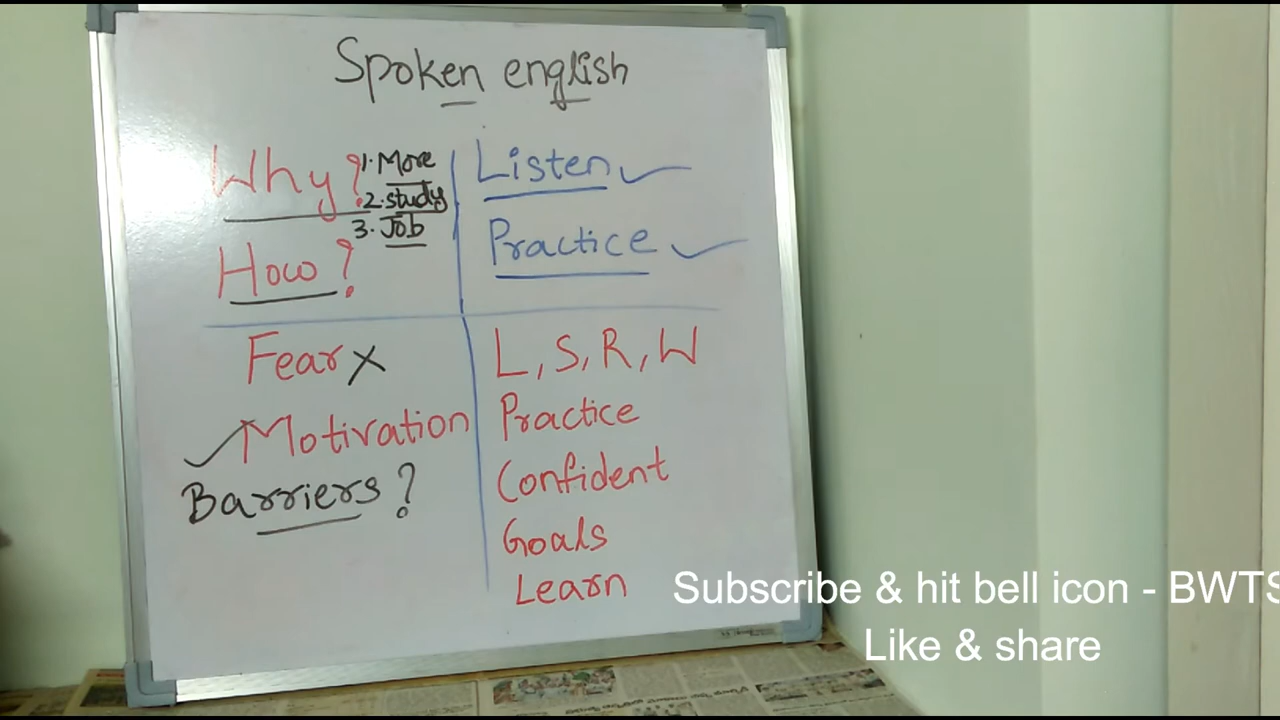 Spoken english
Why?
1. More
2. study
3. Job
How?
Listen
Practice
Fear X
Motivation
Barriers?
L, S, R, W
Practice
Confident
Goals
Learn
Subscribe & hit bell icon - BWTS
Like & share